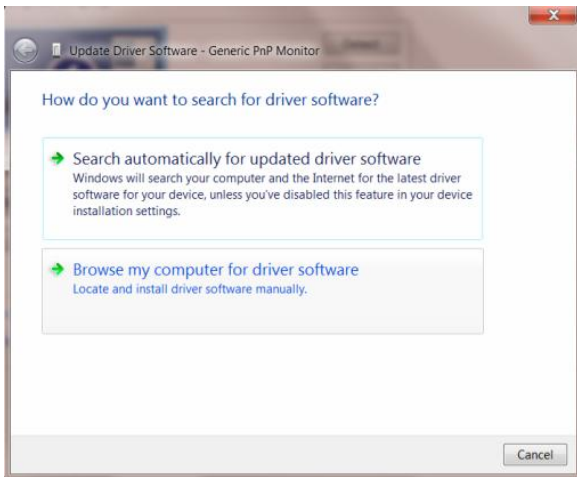 Update Driver Software - Generic PnP Monitor
How do you want to search for driver software?
Search automatically for updated driver software
Windows will search your computer and the Internet for the latest driver
software for your device, unless you've disabled this feature in your device
installation settings.
Browse my computer for driver software
Locate and install driver software manually.
Cancel